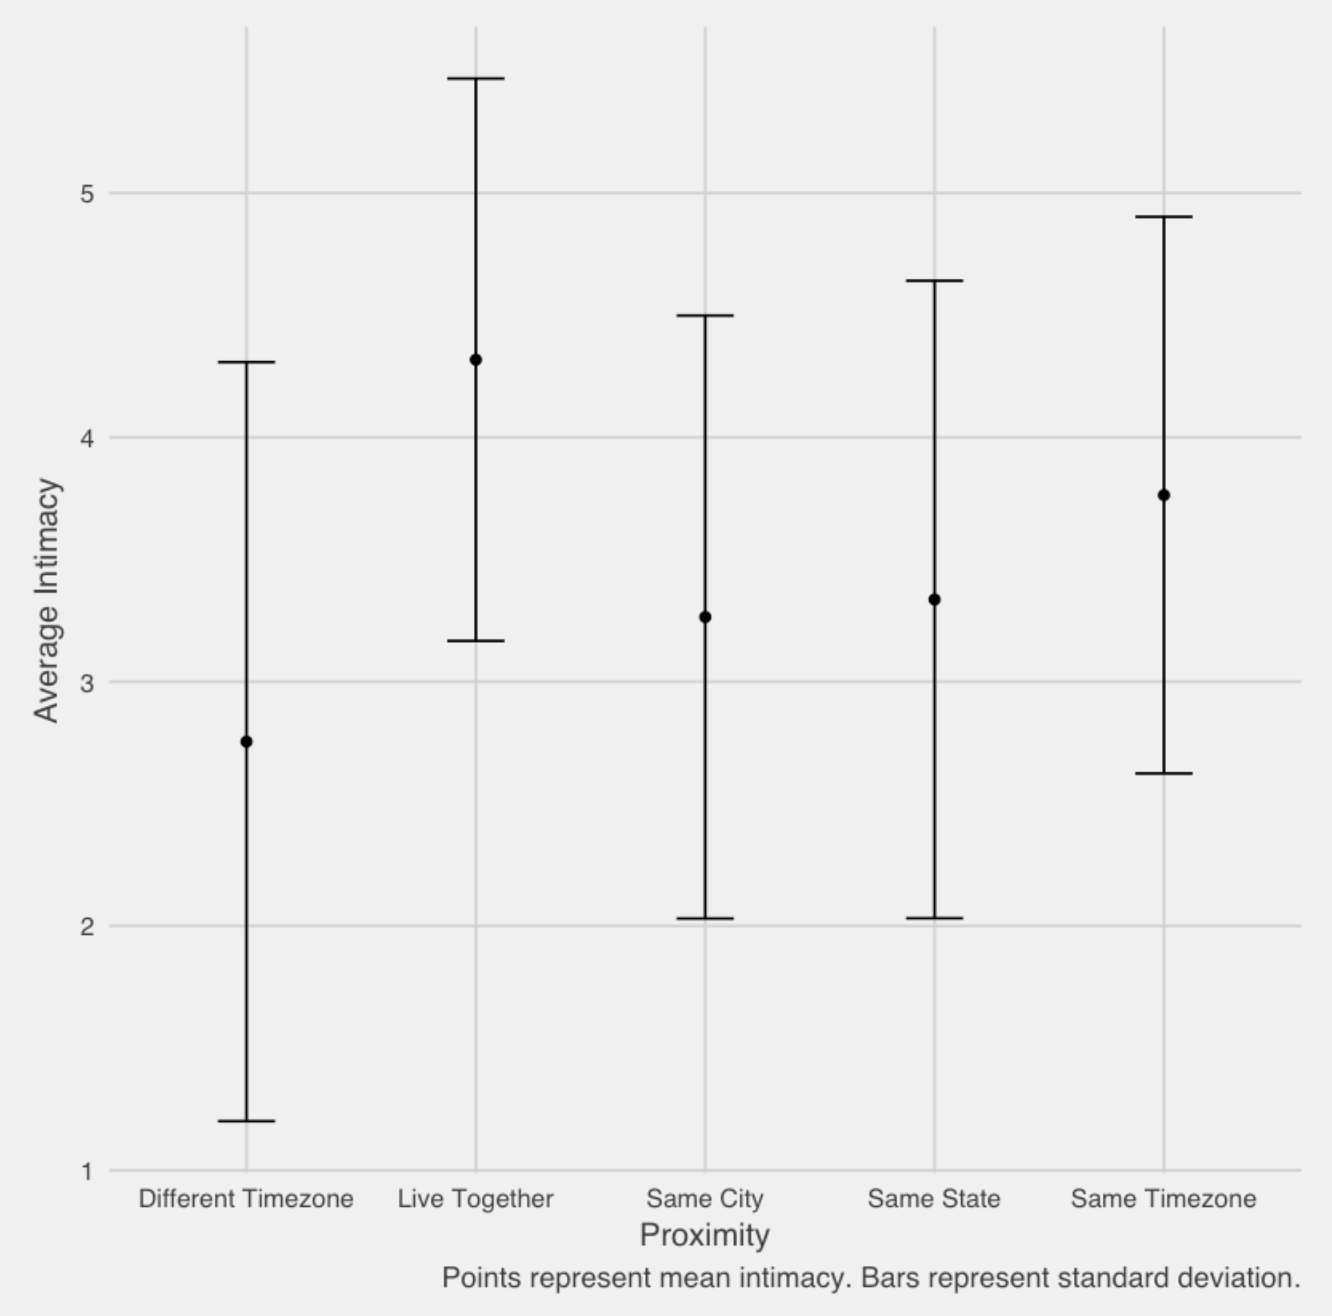 Average Intimacy
5
4
3
2
1
Different Timezone Live Together Same City Same State Same Timezone
Proximity
Points represent mean intimacy. Bars represent standard deviation.